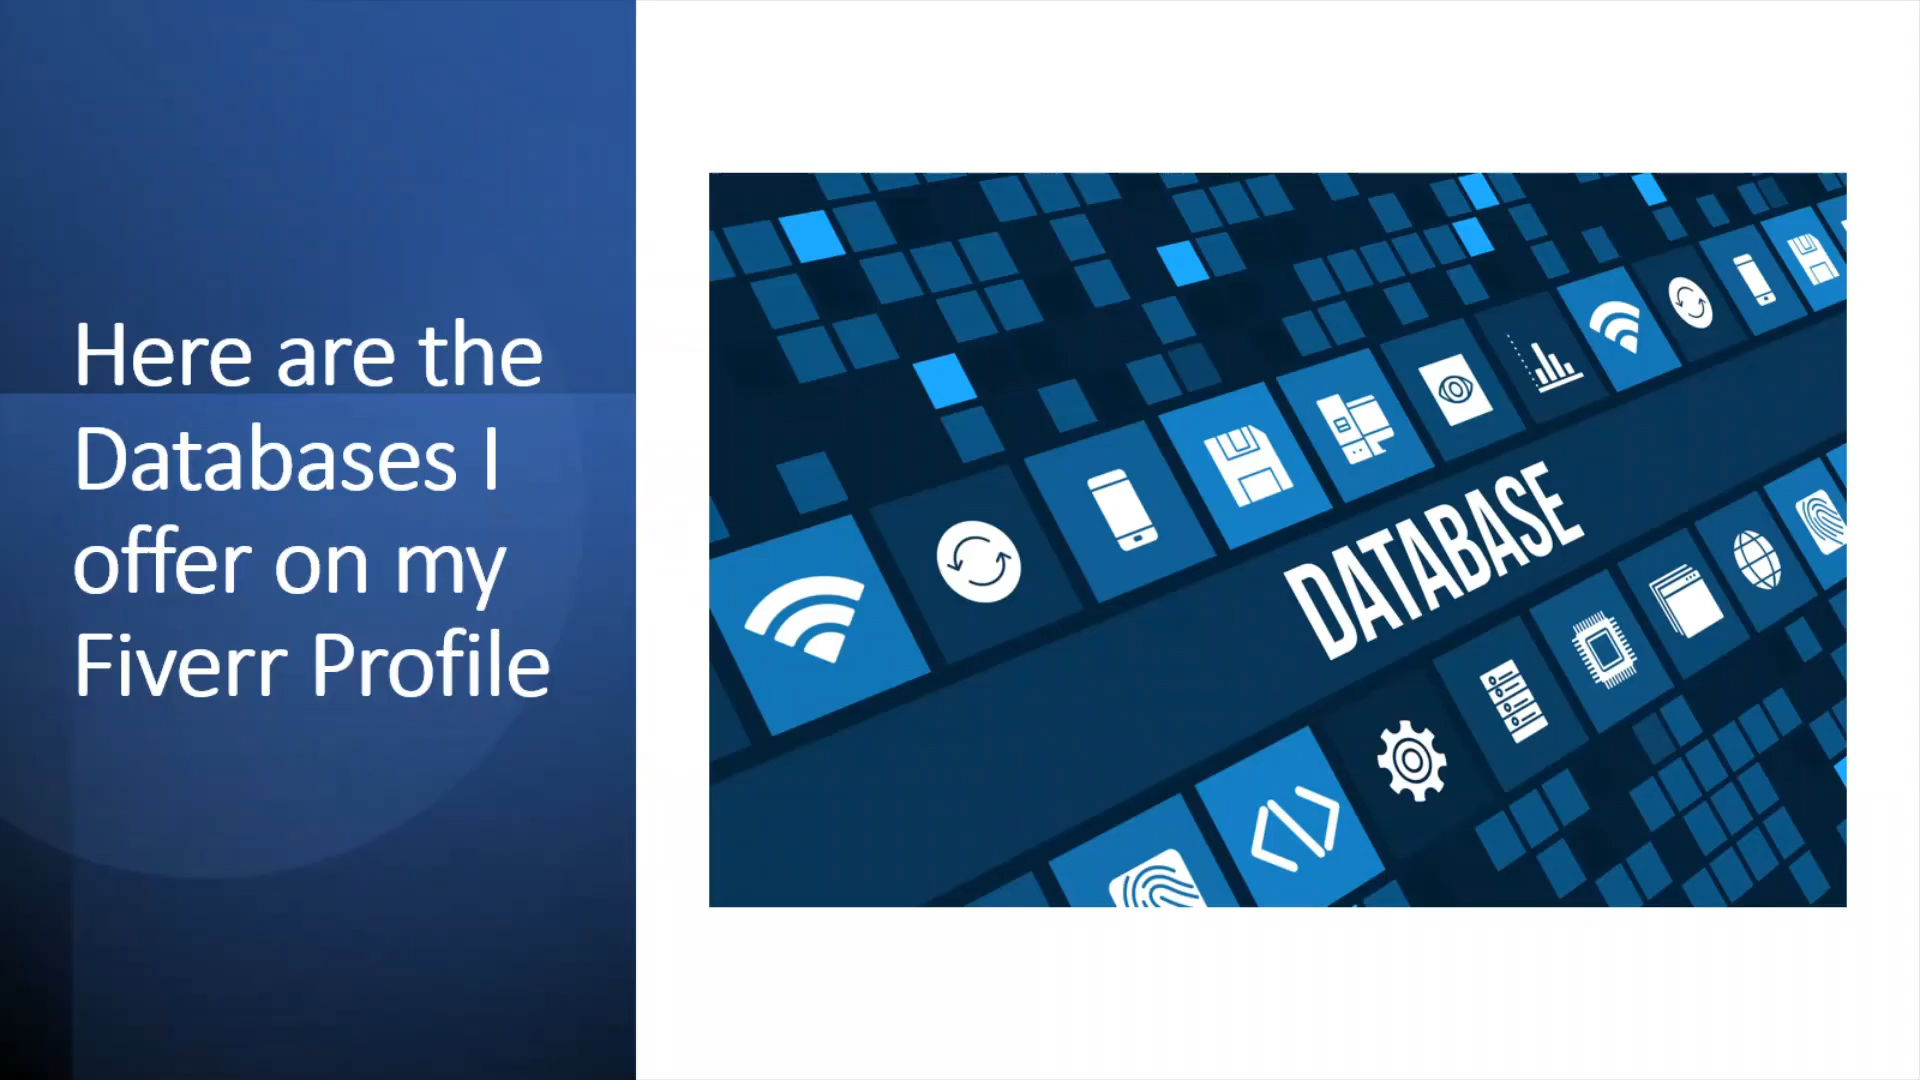 Here are the
Databases I
offer on my
Fiverr Profile
DATABASE